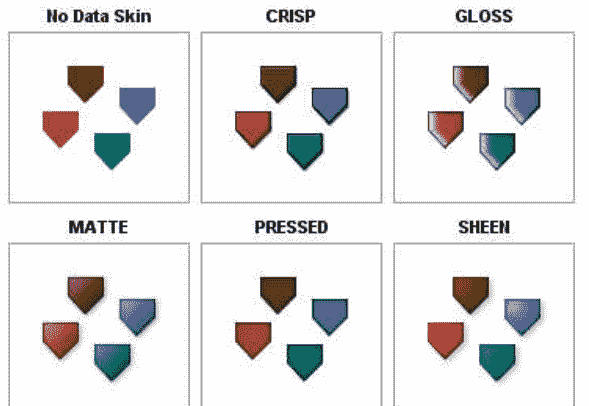 No Data Skin
CRISP
GLOSS
MATTE
PRESSED
SHEEN